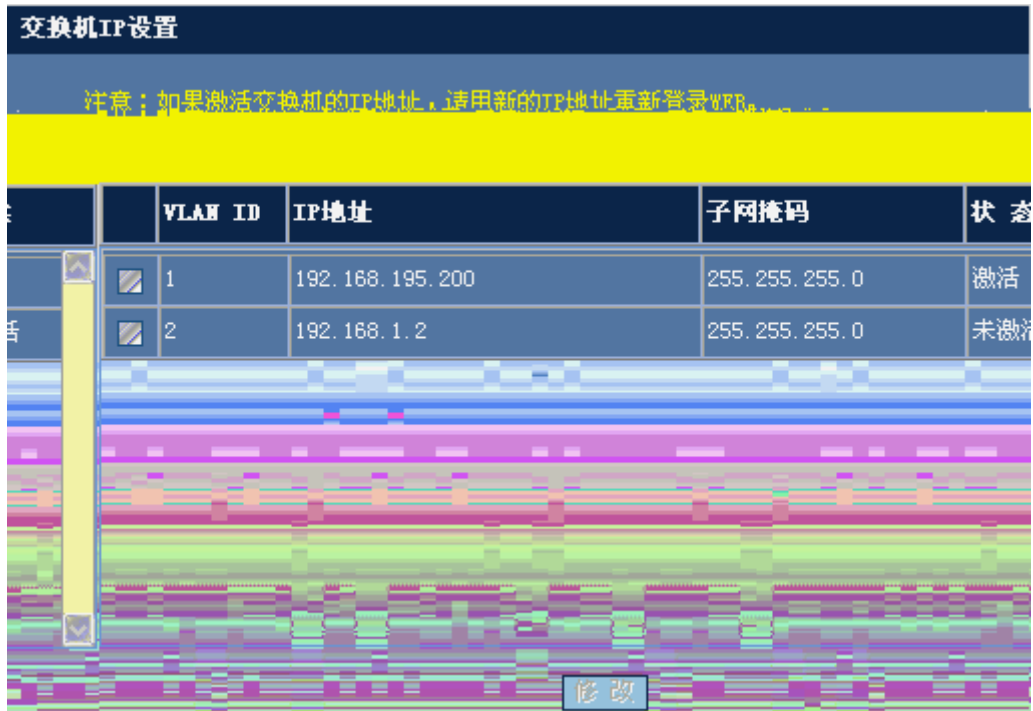 交换机IP设置
注意：如果激活交换机的IP地址，请用新的IP地址重新登录WEB。
VLAN ID IP地址 子网掩码 状 态
1 192.168.195.200 255.255.255.0 激活
2 192.168.1.2 255.255.255.0 未激活
修 改